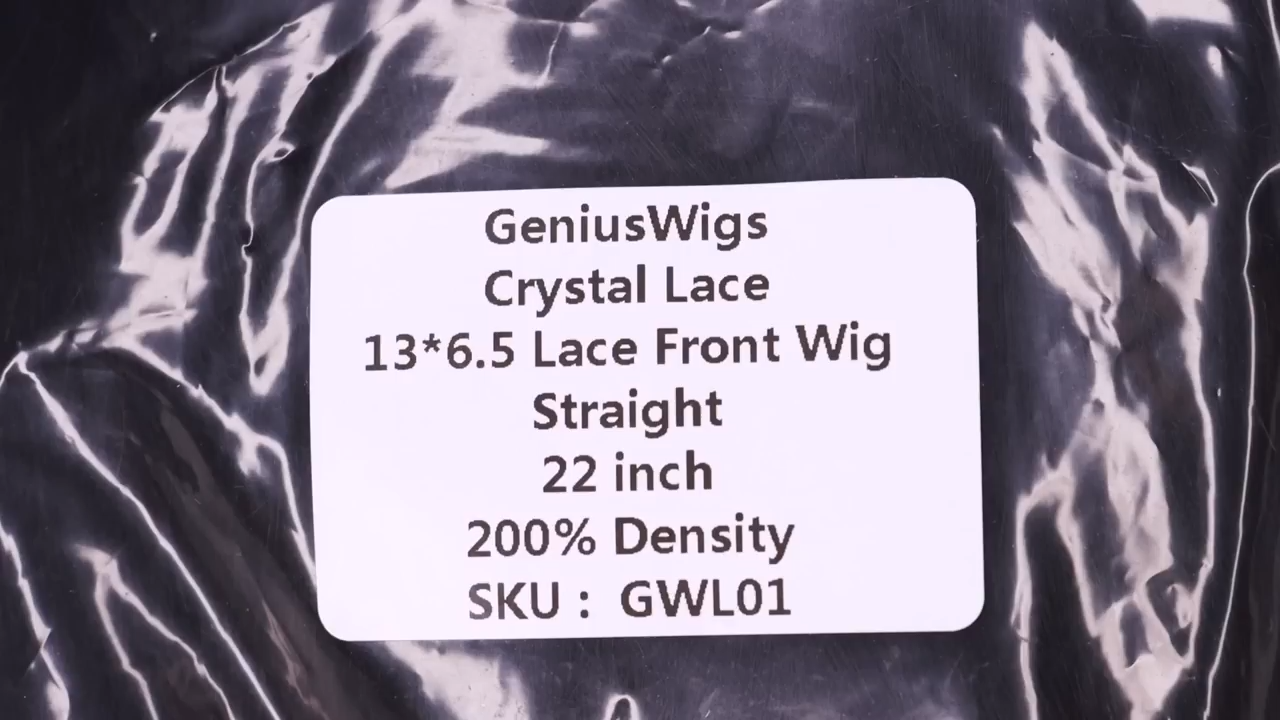 GeniusWigs
Crystal Lace
13*6.5 Lace Front Wig
Straight
22 inch
200% Density
SKU : GWL01